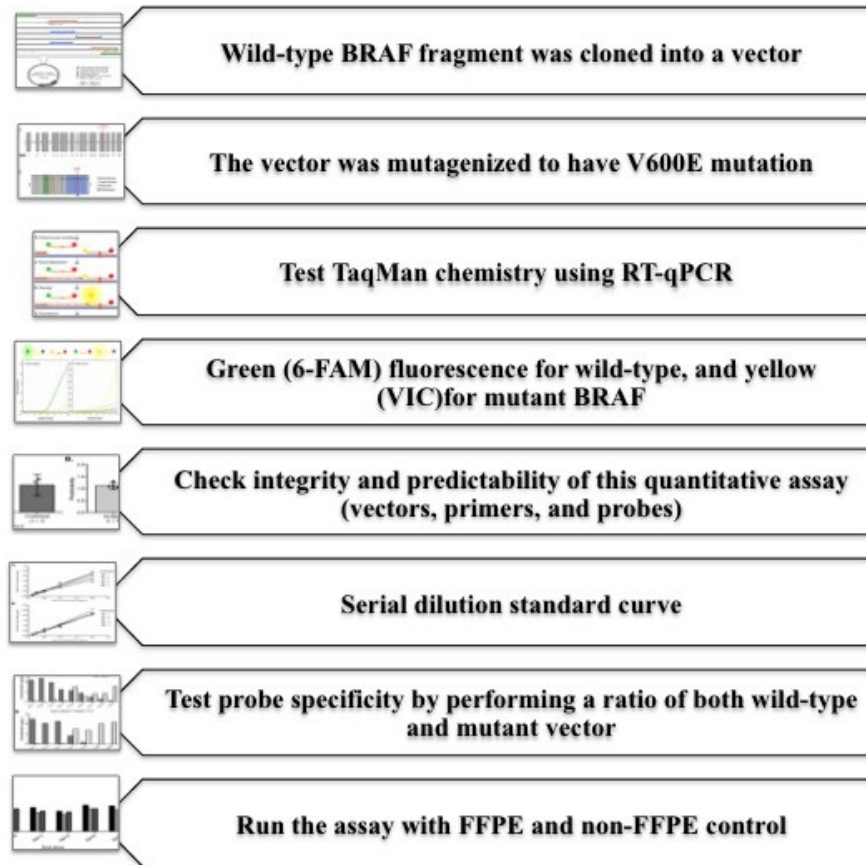 Wild-type BRAF fragment was cloned into a vector
The vector was mutagenized to have V600E mutation
Test TaqMan chemistry using RT-qPCR
Green (6-FAM) fluorescence for wild-type, and yellow
(VIC)for mutant BRAF
Check integrity and predictability of this quantitative assay
(vectors, primers, and probes)
Serial dilution standard curve
Test probe specificity by performing a ratio of both wild-type
and mutant vector
Run the assay with FFPE and non-FFPE control